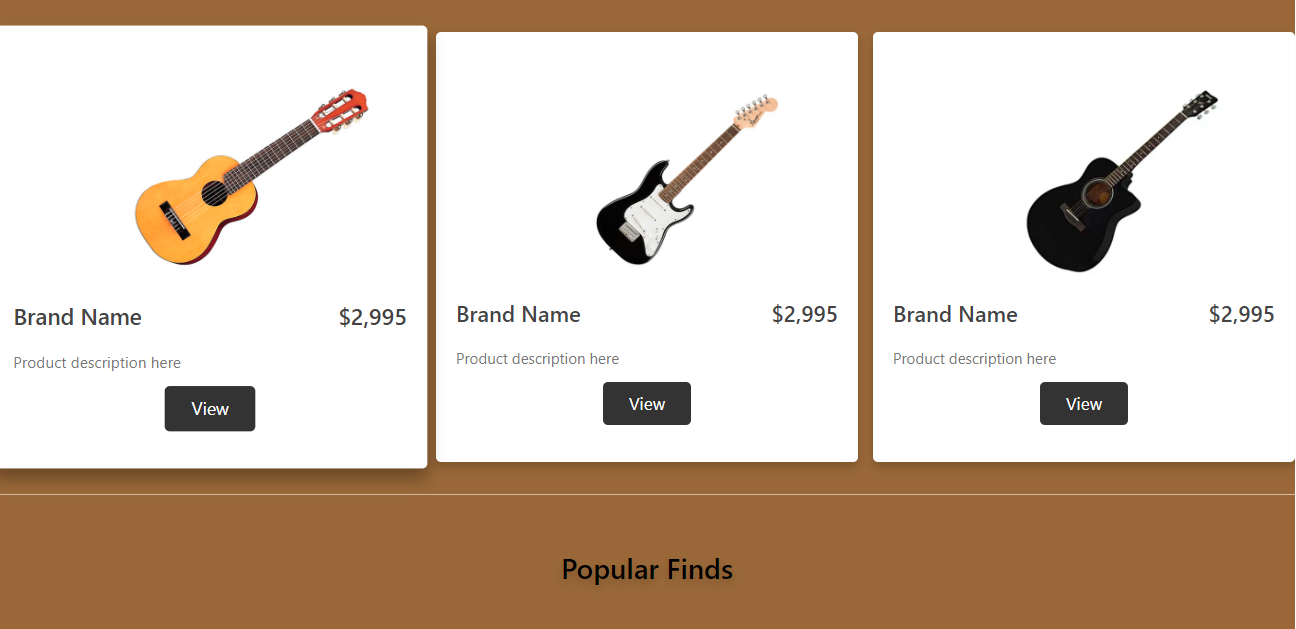 Brand Name $2,995
Product description here
View
Brand Name $2,995
Product description here
View
Brand Name $2,995
Product description here
View
Popular Finds